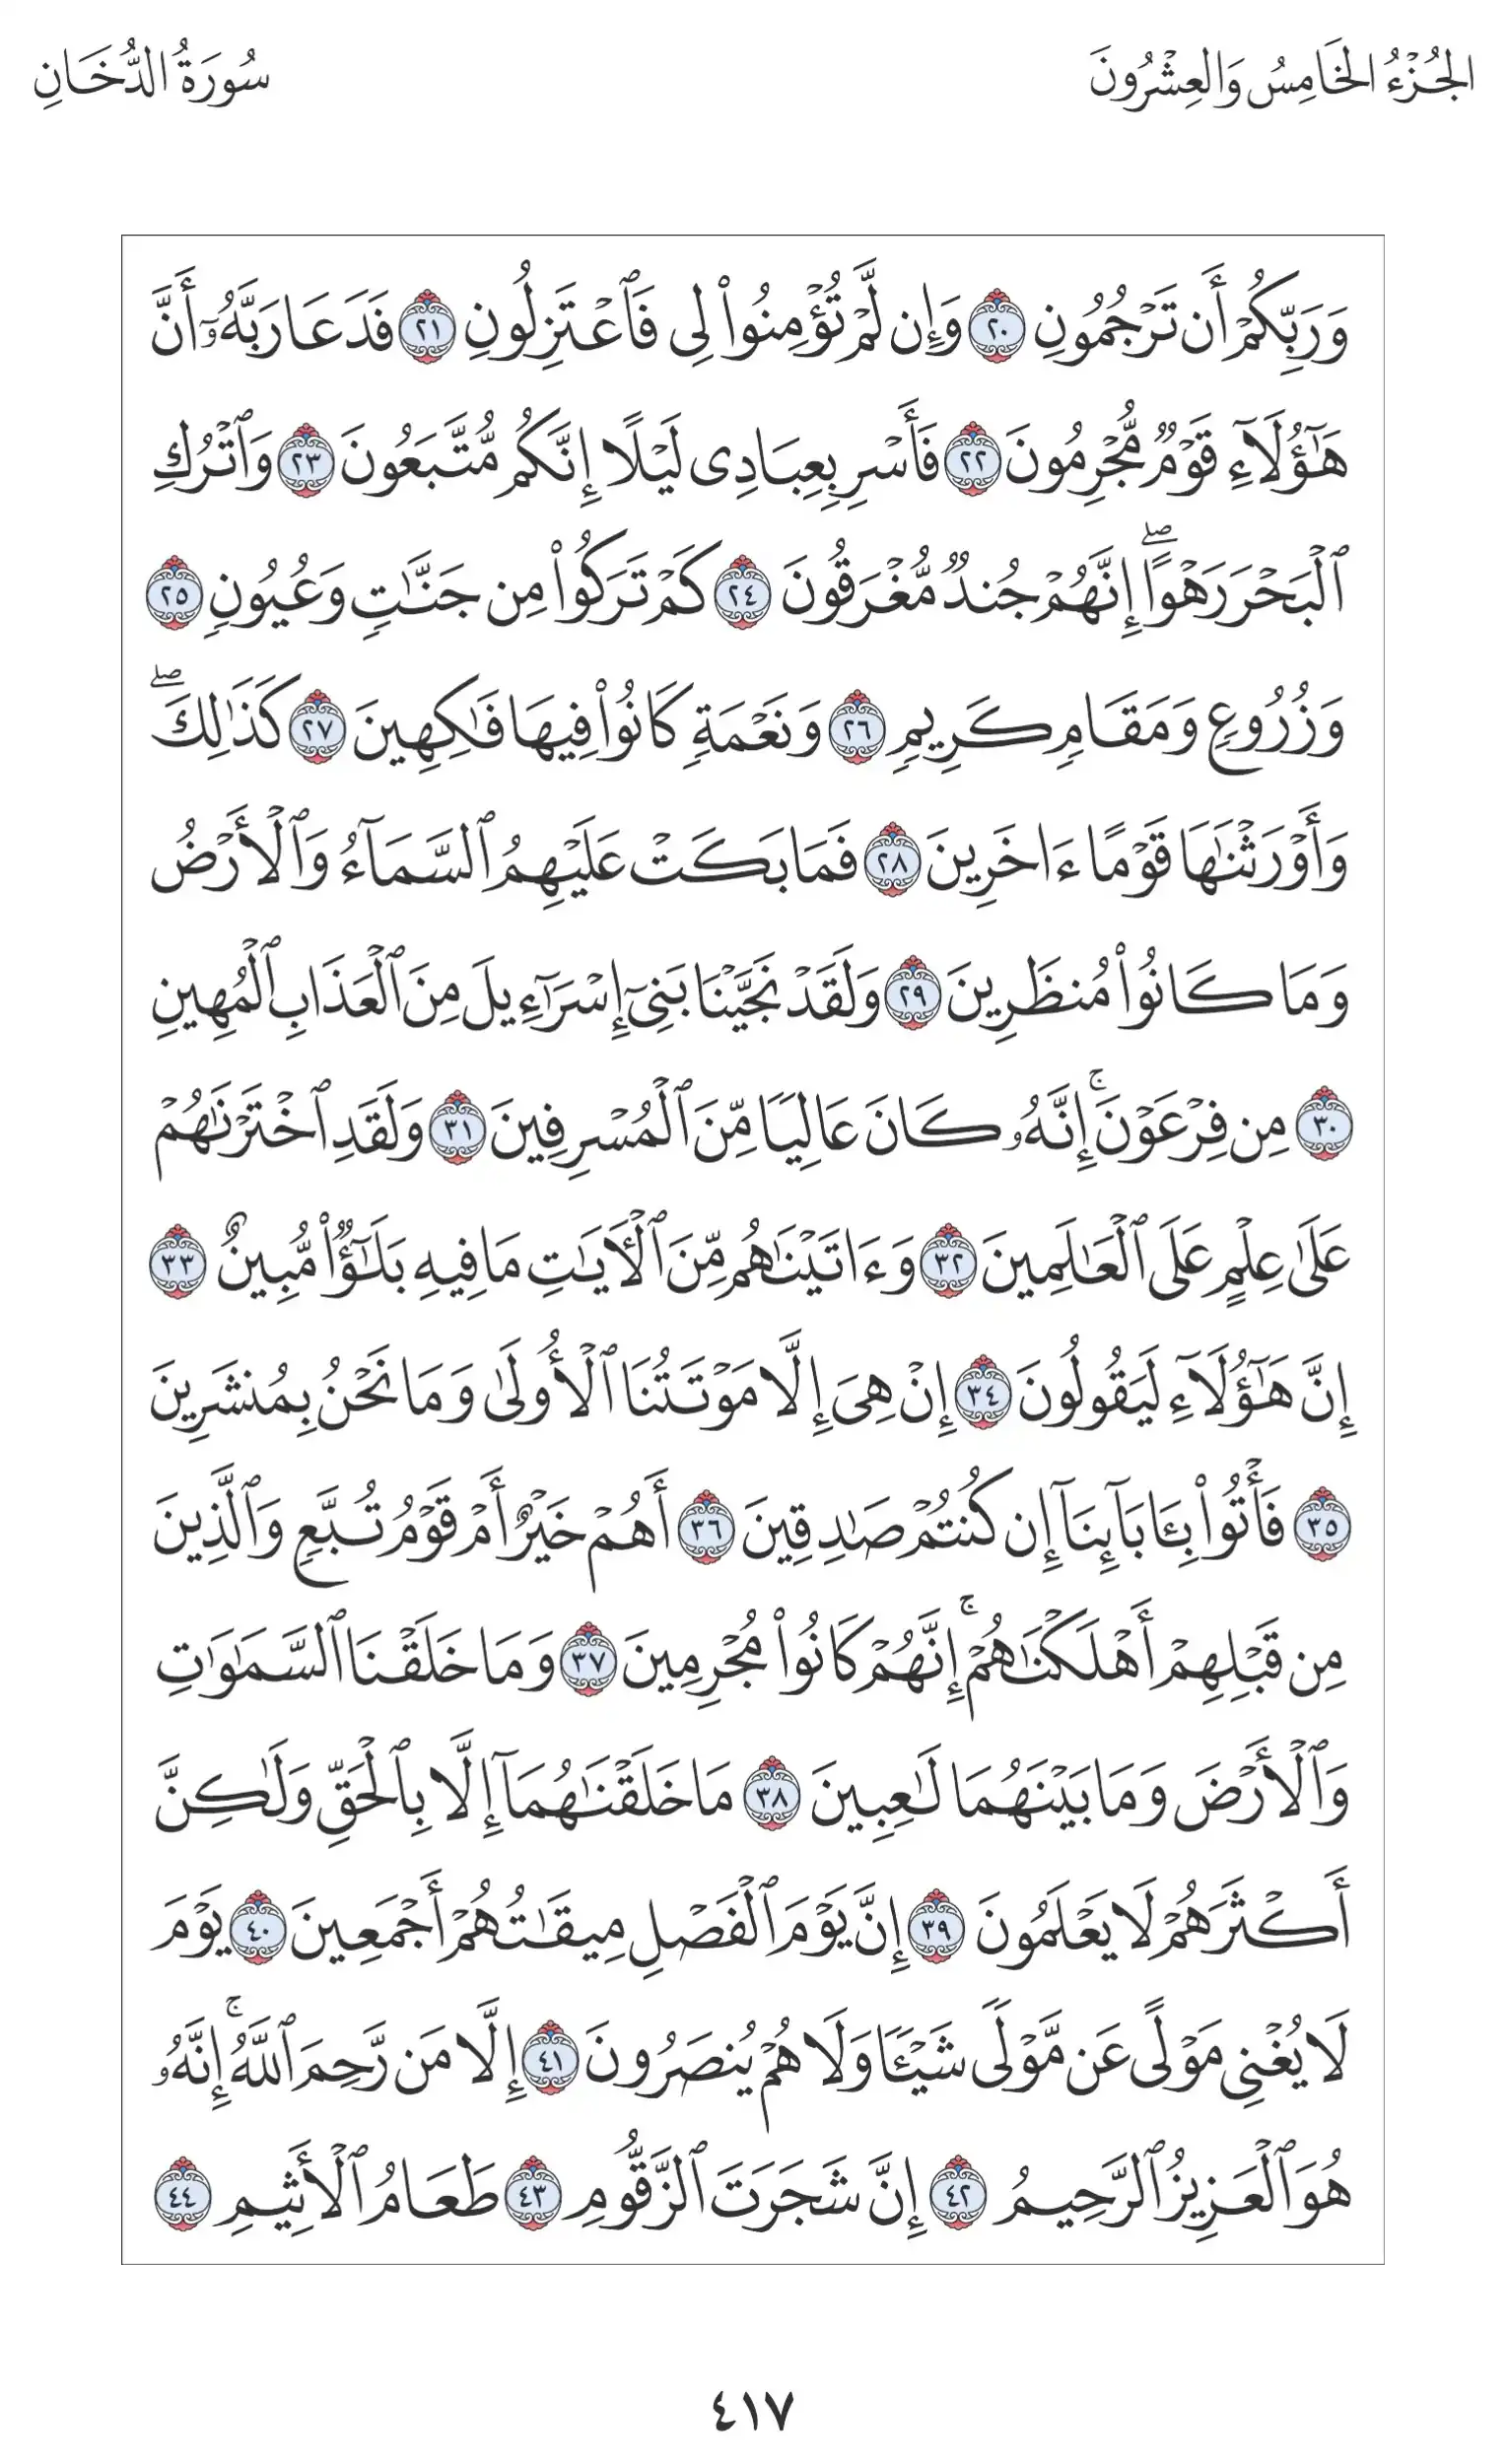 الجُزْءُ الخَامِسُ وَالعِشْرُونَ
سُورَةُ الدُّخَانِ
وَرَبِّكُمْ أَن تَرْجُمُونِ ٢٠ وَإِن لَّمْ تُؤْمِنُوا۟ لِى فَٱعْتَزِلُونِ ٢١ فَدَعَا رَبَّهُۥٓ أَنَّ
هَٰٓؤُلَآءِ قَوْمٌ مُّجْرِمُونَ ٢٢ فَأَسْرِ بِعِبَادِى لَيْلًا إِنَّكُم مُّتَّبَعُونَ ٢٣ وَٱتْرُكِ
ٱلْبَحْرَ رَهْوًا ۖ إِنَّهُمْ جُندٌ مُّغْرَقُونَ ٢٤ كَمْ تَرَكُوا۟ مِن جَنَّٰتٍ وَعُيُونٍ ٢٥
وَزُرُوعٍ وَمَقَامٍ كَرِيمٍ ٢٦ وَنَعْمَةٍ كَانُوا۟ فِيهَا فَٰكِهِينَ ٢٧ كَذَٰلِكَ ۖ
وَأَوْرَثْنَٰهَا قَوْمًا ءَاخَرِينَ ٢٨ فَمَا بَكَتْ عَلَيْهِمُ ٱلسَّمَآءُ وَٱلْأَرْضُ
وَمَا كَانُوا۟ مُنظَرِينَ ٢٩ وَلَقَدْ نَجَّيْنَا بَنِىٓ إِسْرَٰٓءِيلَ مِنَ ٱلْعَذَابِ ٱلْمُهِينِ
٣٠ مِن فِرْعَوْنَ ۚ إِنَّهُۥ كَانَ عَالِيًا مِّنَ ٱلْمُسْرِفِينَ ٣١ وَلَقَدِ ٱخْتَرْنَٰهُمْ
عَلَىٰ عِلْمٍ عَلَى ٱلْعَٰلَمِينَ ٣٢ وَءَاتَيْنَٰهُم مِّنَ ٱلْـَٔايَٰتِ مَا فِيهِ بَلَٰٓؤٌا۟ مُّبِينٌ ٣٣
إِنَّ هَٰٓؤُلَآءِ لَيَقُولُونَ ٣٤ إِنْ هِىَ إِلَّا مَوْتَتُنَا ٱلْأُولَىٰ وَمَا نَحْنُ بِمُنشَرِينَ
٣٥ فَأْتُوا۟ بِـَٔابَآئِنَآ إِن كُنتُمْ صَٰدِقِينَ ٣٦ أَهُمْ خَيْرٌ أَمْ قَوْمُ تُبَّعٍ وَٱلَّذِينَ
مِن قَبْلِهِمْ أَهْلَكْنَٰهُمْ ۚ إِنَّهُمْ كَانُوا۟ مُجْرِمِينَ ٣٧ وَمَا خَلَقْنَا ٱلسَّمَٰوَٰتِ
وَٱلْأَرْضَ وَمَا بَيْنَهُمَا لَٰعِبِينَ ٣٨ مَا خَلَقْنَٰهُمَآ إِلَّا بِٱلْحَقِّ وَلَٰكِنَّ
أَكْثَرَهُمْ لَا يَعْلَمُونَ ٣٩ إِنَّ يَوْمَ ٱلْفَصْلِ مِيقَٰتُهُمْ أَجْمَعِينَ ٤٠ يَوْمَ
لَا يُغْنِى مَوْلًى عَن مَّوْلًى شَيْـًٔا وَلَا هُمْ يُنصَرُونَ ٤١ إِلَّا مَن رَّحِمَ ٱللَّهُ ۚ إِنَّهُۥ
هُوَ ٱلْعَزِيزُ ٱلرَّحِيمُ ٤٢ إِنَّ شَجَرَتَ ٱلزَّقُّومِ ٤٣ طَعَامُ ٱلْأَثِيمِ ٤٤
٤١٧